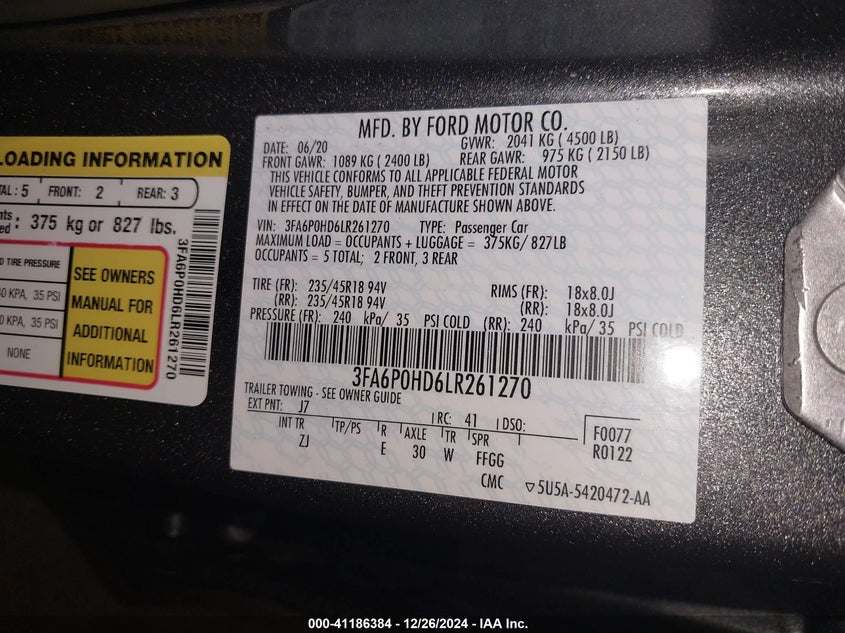 LOADING INFORMATION
5 FRONT: 2 REAR: 3
375 kg or 827 lbs.
TIRE PRESSURE
KPA, 35 PSI
KPA, 35 PSI
NONE
SEE OWNERS
MANUAL FOR
ADDITIONAL
INFORMATION
3FA6P0HD6LR261270
MFD. BY FORD MOTOR CO.
DATE: 06/20 GVWR: 2041 KG ( 4500 LB)
FRONT GAWR: 1089 KG ( 2400 LB) REAR GAWR: 975 KG ( 2150 LB)
THIS VEHICLE CONFORMS TO ALL APPLICABLE FEDERAL MOTOR
VEHICLE SAFETY, BUMPER, AND THEFT PREVENTION STANDARDS
IN EFFECT ON THE DATE OF MANUFACTURE SHOWN ABOVE.
VIN: 3FA6P0HD6LR261270 TYPE: Passenger Car
MAXIMUM LOAD = OCCUPANTS + LUGGAGE = 375KG/ 827LB
OCCUPANTS = 5 TOTAL; 2 FRONT, 3 REAR
TIRE (FR): 235/45R18 94V RIMS (FR): 18x8.0J
(RR): 235/45R18 94V (RR): 18x8.0J
PRESSURE (FR): 240 kPa/ 35 PSI COLD (RR): 240 kPa/ 35 PSI COLD
3FA6P0HD6LR261270
TRAILER TOWING - SEE OWNER GUIDE
EXT PNT: J7 RC: 41 DSO: F0077
INT TR TP/PS R AXLE TR SPR R0122
ZJ E 30 W FFGG
CMC ▽5U5A-5420472-AA
000-41186384 / 12/26/2024 - IAA Inc.